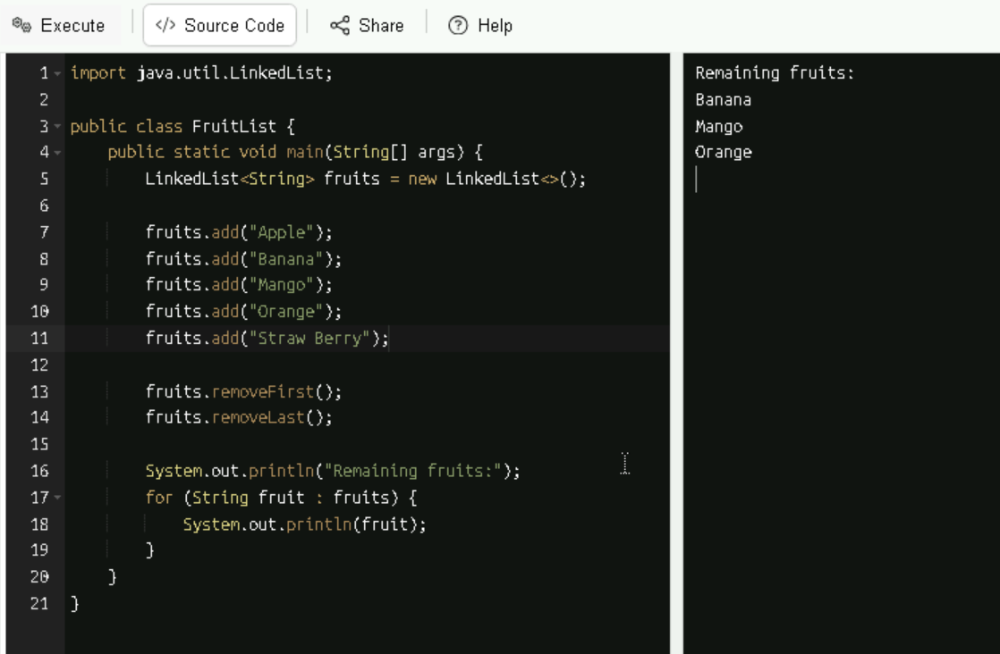 Execute </> Source Code Share ? Help
1 import java.util.LinkedList;
2
3 public class FruitList {
4     public static void main(String[] args) {
5         LinkedList<String> fruits = new LinkedList<>();
6
7         fruits.add("Apple");
8         fruits.add("Banana");
9         fruits.add("Mango");
10         fruits.add("Orange");
11         fruits.add("Straw Berry");
12
13         fruits.removeFirst();
14         fruits.removeLast();
15
16         System.out.println("Remaining fruits:");
17         for (String fruit : fruits) {
18             System.out.println(fruit);
19         }
20     }
21 }
Remaining fruits:
Banana
Mango
Orange